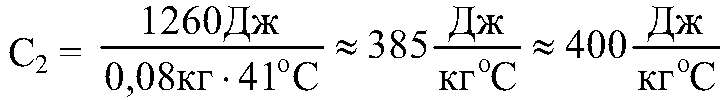 C₂ = 1260Дж / 0,08кг · 41°C ≈ 385 Дж / кг°C ≈ 400 Дж / кг°C